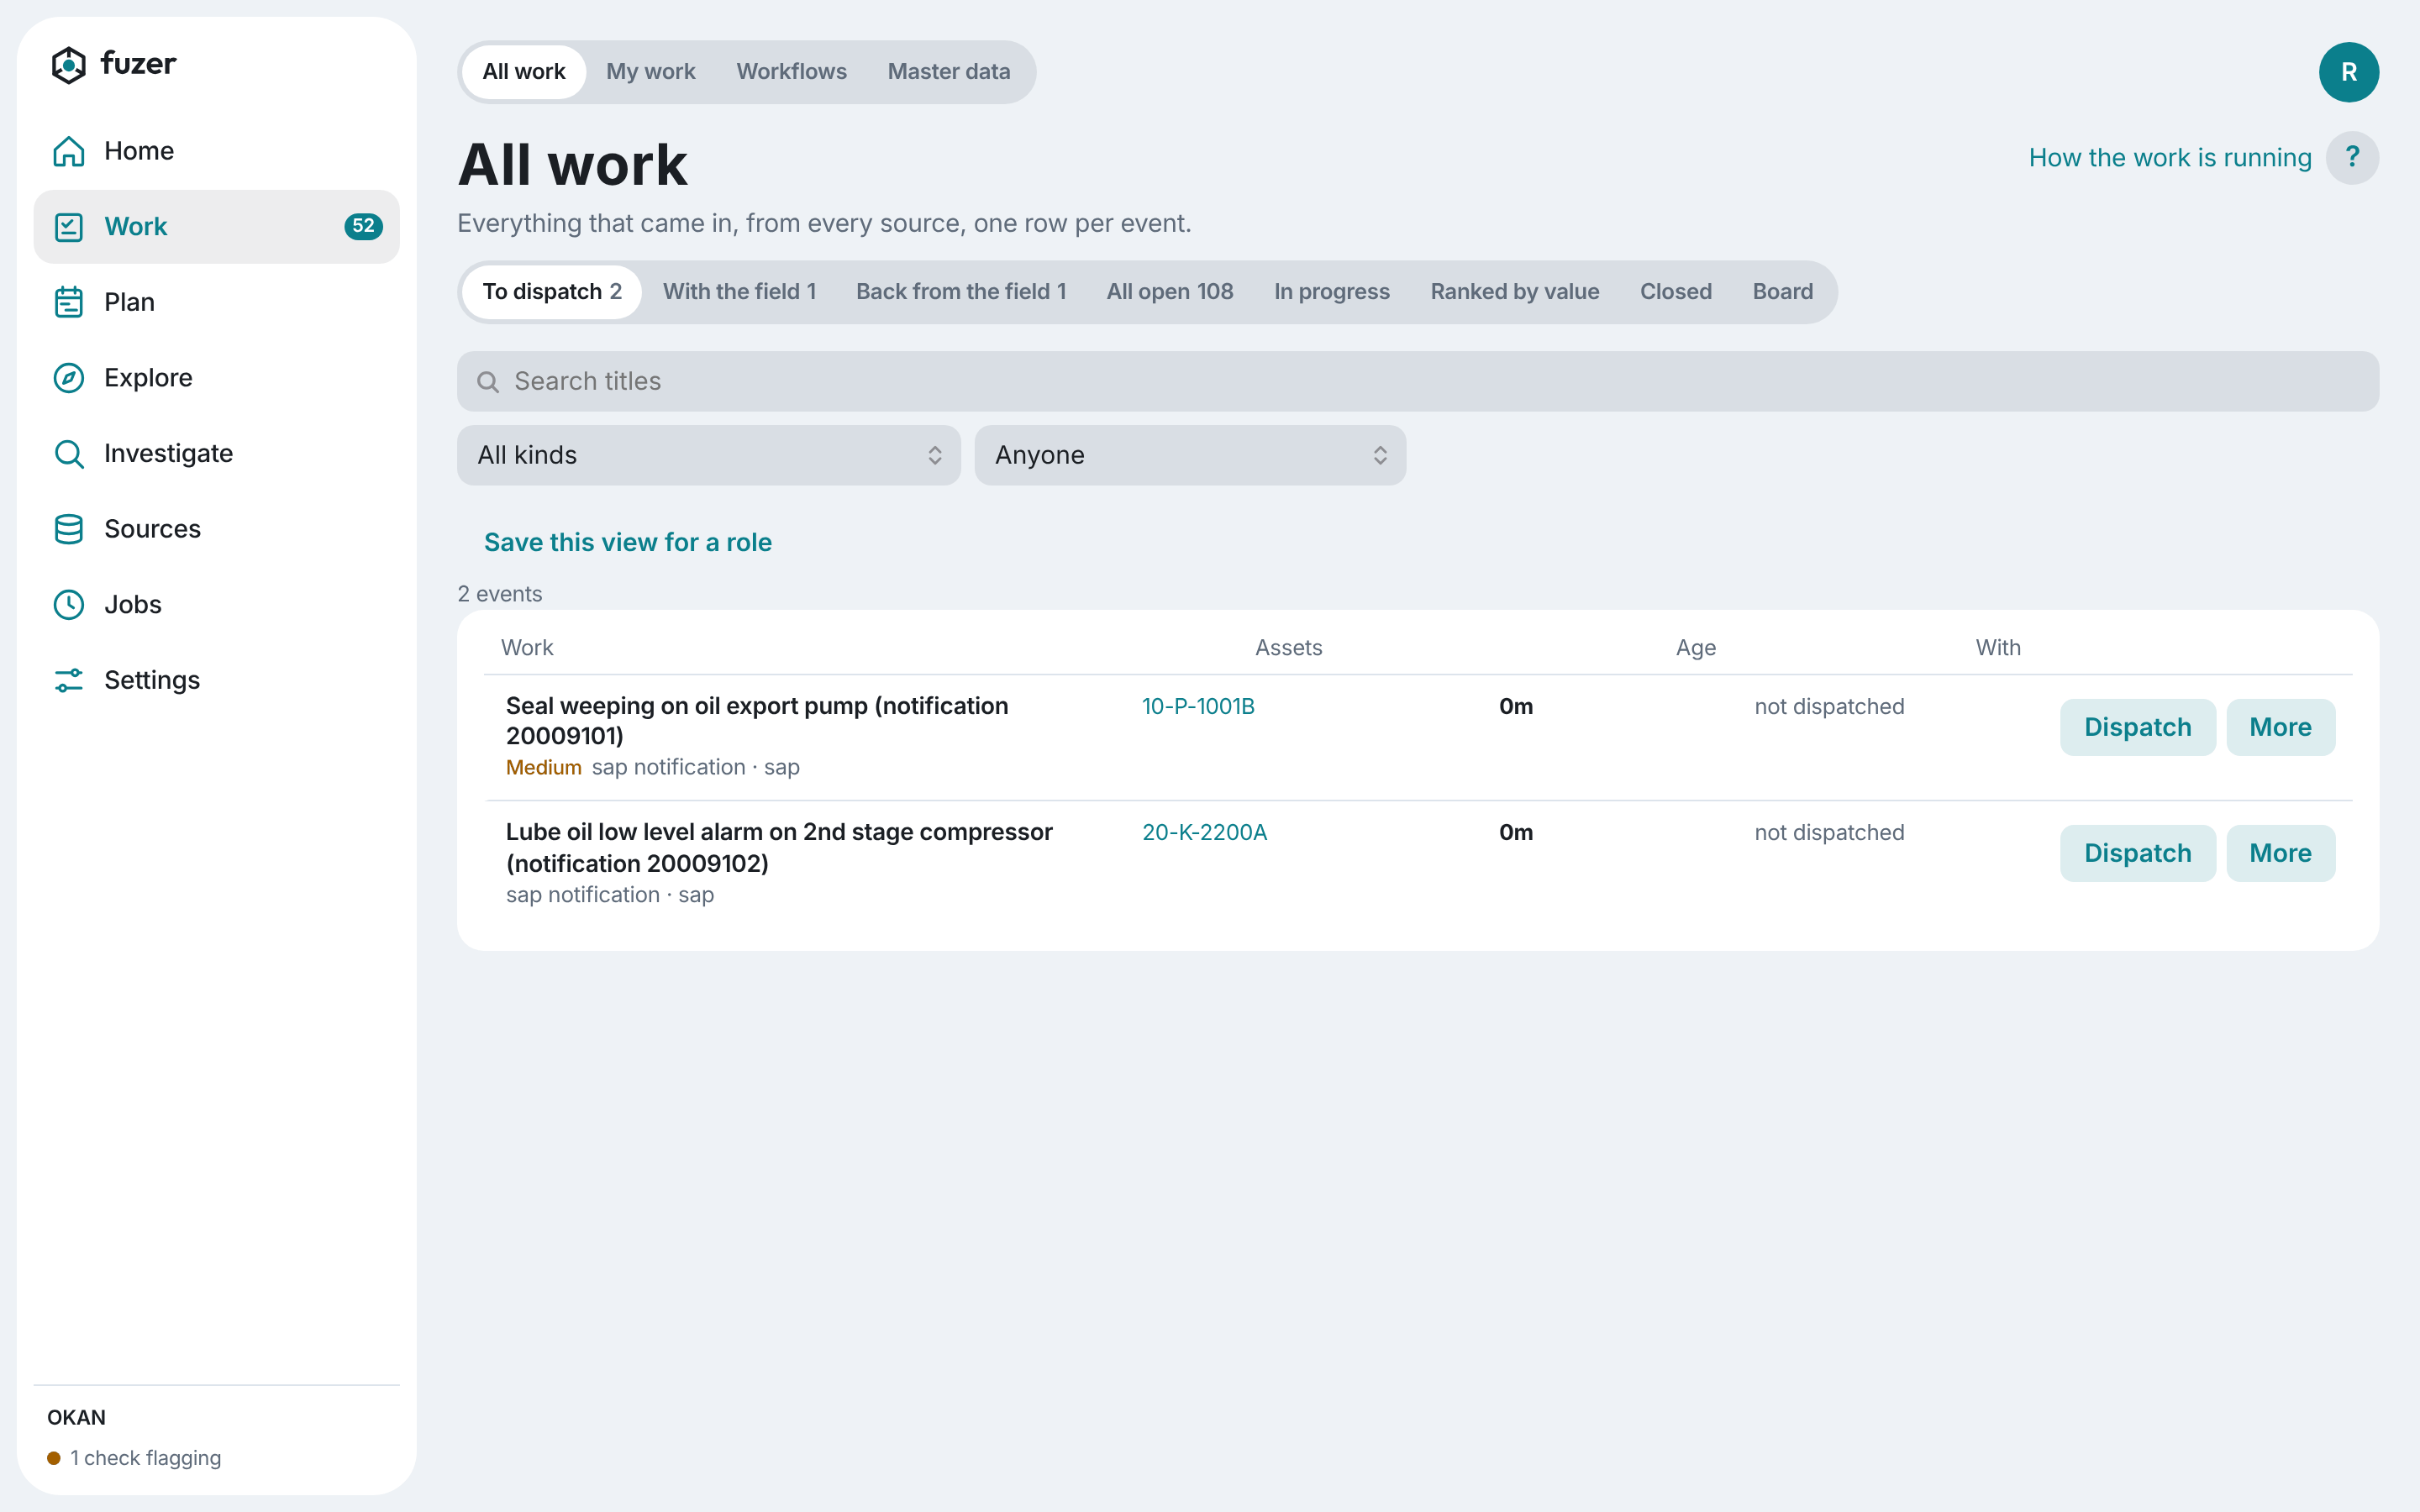 fuzer
Home
Work 52
Plan
Explore
Investigate
Sources
Jobs
Settings
OKAN
1 check flagging
All work My work Workflows Master data
R
All work
How the work is running ?
Everything that came in, from every source, one row per event.
To dispatch 2 With the field 1 Back from the field 1 All open 108 In progress Ranked by value Closed Board
Search titles
All kinds Anyone
Save this view for a role
2 events
Work Assets Age With
Seal weeping on oil export pump (notification
20009101)
Medium sap notification · sap
10-P-1001B 0m not dispatched Dispatch More
Lube oil low level alarm on 2nd stage compressor
(notification 20009102)
sap notification · sap
20-K-2200A 0m not dispatched Dispatch More